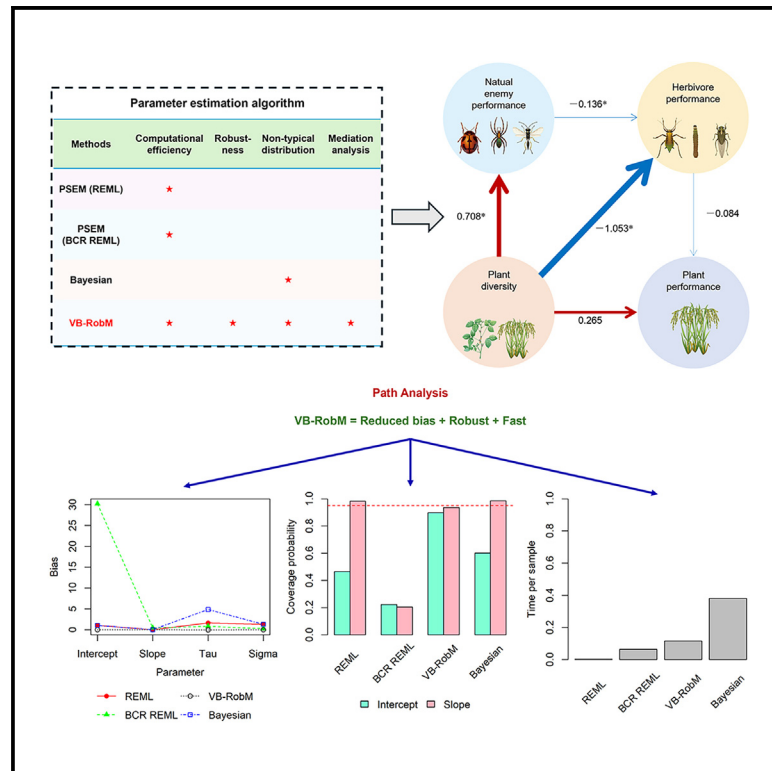 Parameter estimation algorithm
Methods Computational efficiency Robust-ness Non-typical distribution Mediation analysis
PSEM (REML) ★
PSEM (BCR REML) ★
Bayesian ★
VB-RobM ★ ★ ★ ★
Natual enemy performance
−0.136*
Herbivore performance
0.708*
−1.053*
−0.084
Plant diversity
0.265
Plant performance
Path Analysis
VB-RobM = Reduced bias + Robust + Fast
Bias
30
25
20
15
10
5
0
Intercept Slope Tau Sigma
Parameter
REML VB-RobM
BCR REML Bayesian
Coverage probability
1.0
0.8
0.6
0.4
0.2
0.0
REML BCR REML VB-RobM Bayesian
Intercept Slope
Time per sample
1.0
0.8
0.6
0.4
0.2
0.0
REML BCR REML VB-RobM Bayesian